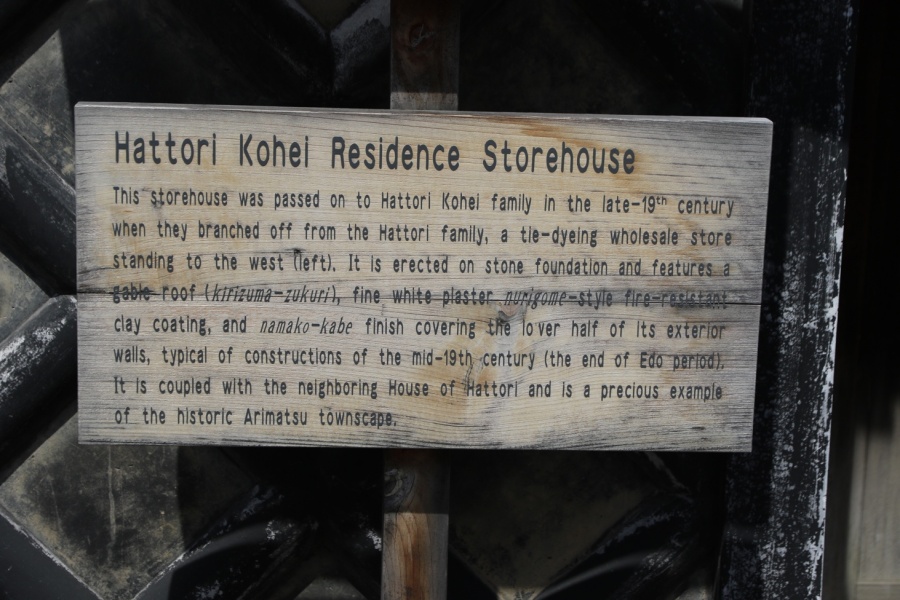 Hattori Kohei Residence Storehouse
This storehouse was passed on to Hattori Kohei family in the late-19th century
when they branched off from the Hattori family, a tie-dyeing wholesale store
standing to the west (left). It is erected on stone foundation and features a
gable roof (kirizuma-zukuri), fine white plaster nurigome-style fire-resistant
clay coating, and namako-kabe finish covering the lower half of its exterior
walls, typical of constructions of the mid-19th century (the end of Edo period).
It is coupled with the neighboring House of Hattori and is a precious example
of the historic Arimatsu townscape.